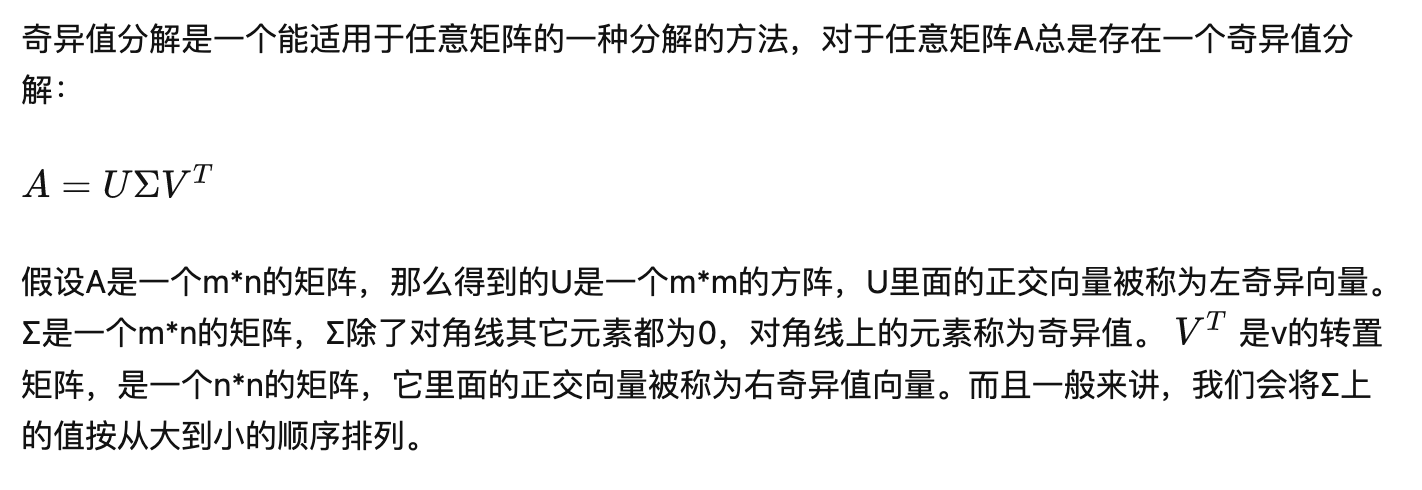 奇异值分解是一个能适用于任意矩阵的一种分解的方法，对于任意矩阵A总是存在一个奇异值分
解：
A = UΣV^T
假设A是一个m*n的矩阵，那么得到的U是一个m*m的方阵，U里面的正交向量被称为左奇异向量。
Σ是一个m*n的矩阵，Σ除了对角线其它元素都为0，对角线上的元素称为奇异值。 V^T 是v的转置
矩阵，是一个n*n的矩阵，它里面的正交向量被称为右奇异值向量。而且一般来讲，我们会将Σ上
的值按从大到小的顺序排列。